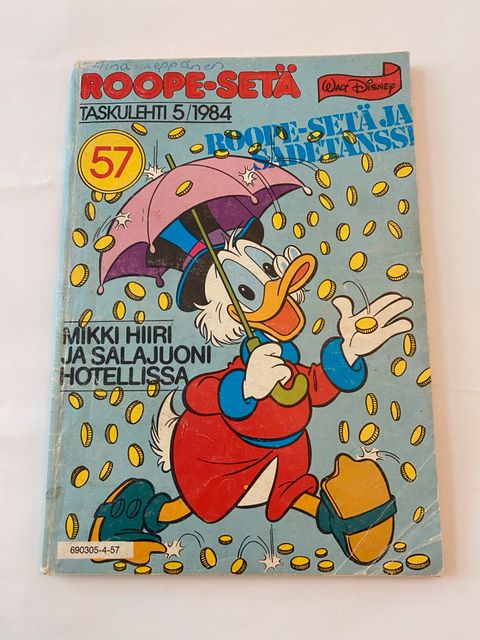 Leppänen
ROOPE-SETÄ
WALT DISNEY
TASKULEHTI 5/1984
ROOPE-SETÄ JA
SADETANSSI
57
MIKKI HIIRI
JA SALAJUONI
HOTELLISSA
690305-4-57